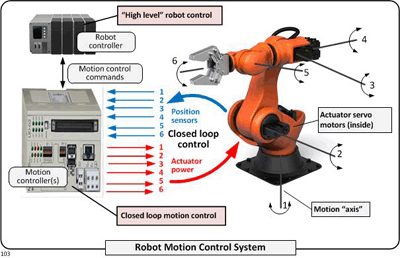 "High level" robot control
Robot
controller
Motion control
commands
1
2
3
4
5
6
Position
sensors
Closed loop
control
1
2
3
4
5
6
Actuator
power
Motion
controller(s)
Closed loop motion control
6
5
4
3
Actuator servo
motors (inside)
2
1
Motion "axis"
Robot Motion Control System
103